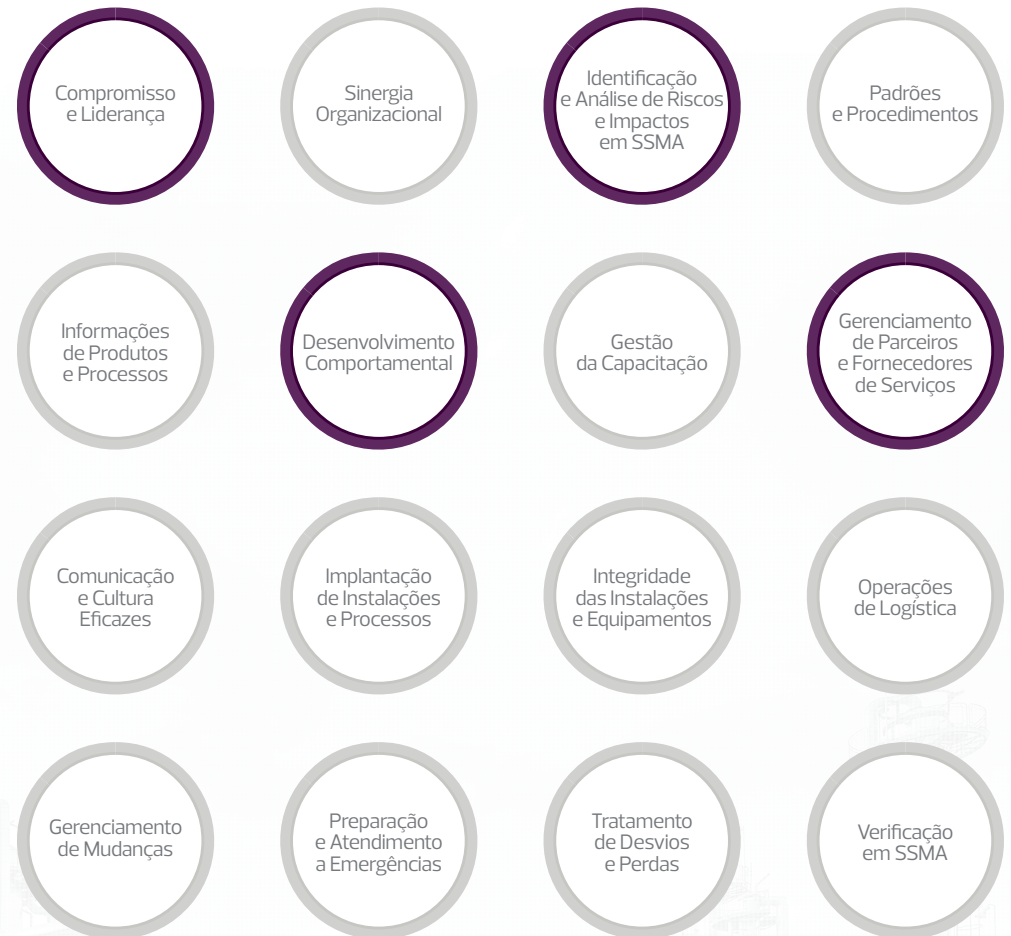 Compromisso
e Liderança
Sinergia
Organizacional
Identificação
e Análise de Riscos
e Impactos
em SSMA
Padrões
e Procedimentos
Informações
de Produtos
e Processos
Desenvolvimento
Comportamental
Gestão
da Capacitação
Gerenciamento
de Parceiros
e Fornecedores
de Serviços
Comunicação
e Cultura
Eficazes
Implantação
de Instalações
e Processos
Integridade
das Instalações
e Equipamentos
Operações
de Logística
Gerenciamento
de Mudanças
Preparação
e Atendimento
a Emergências
Tratamento
de Desvios
e Perdas
Verificação
em SSMA